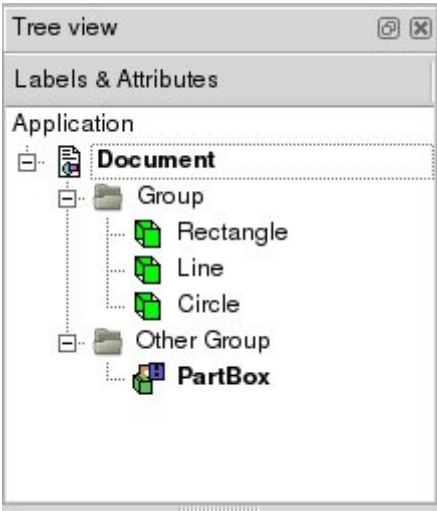 Tree view
Labels & Attributes
Application
Document
Group
Rectangle
Line
Circle
Other Group
PartBox